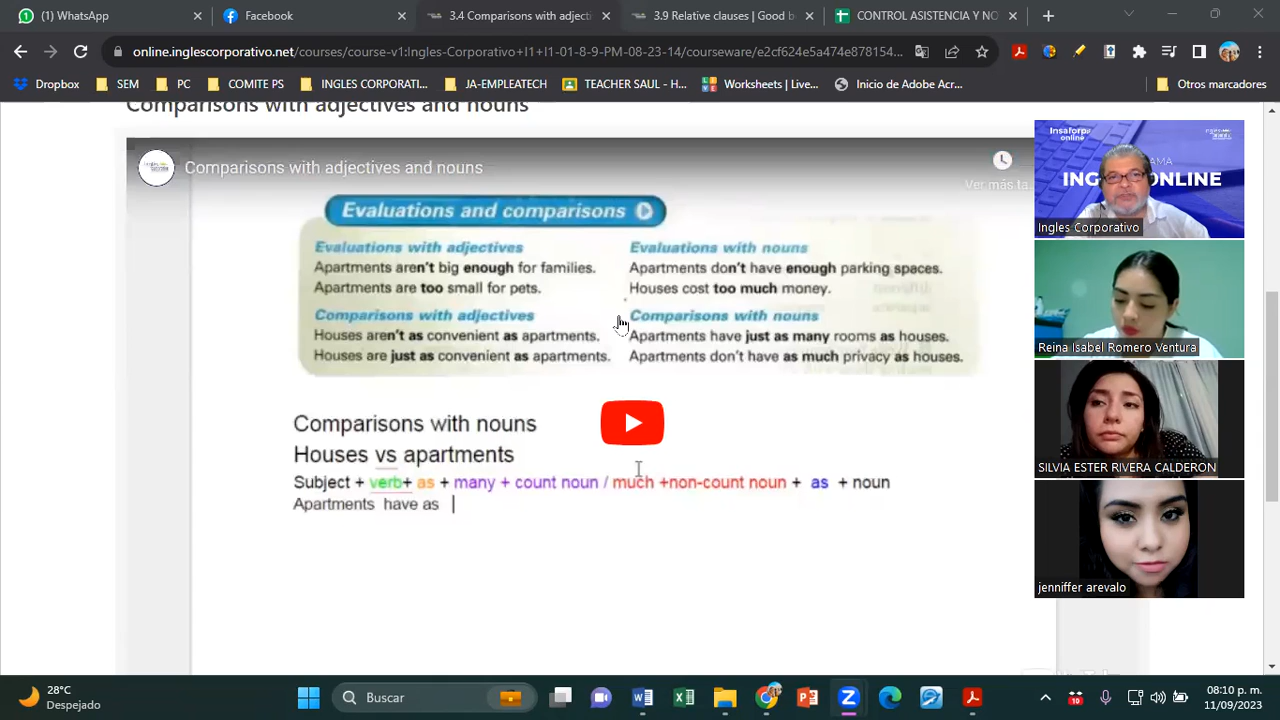 (1) WhatsApp
Facebook
3.4 Comparisons with adjecti
3.9 Relative clauses | Good b
CONTROL ASISTENCIA Y NO
online.inglescorporativo.net/courses/course-v1:Ingles-Corporativo+I1+I1-01-8-9-PM-08-23-14/courseware/e2cf624e5a474e878154...
Dropbox
SEM
PC
COMITE PS
INGLES CORPORATI...
JA-EMPLEATECH
TEACHER SAUL - H...
Worksheets | Live...
Inicio de Adobe Acr...
Otros marcadores
Comparisons with adjectives and nouns
Comparisons with adjectives and nouns
Ver más ta
Evaluations and comparisons
Evaluations with adjectives
Apartments aren't big enough for families.
Apartments are too small for pets.
Comparisons with adjectives
Houses aren't as convenient as apartments.
Houses are just as convenient as apartments.
Evaluations with nouns
Apartments don't have enough parking spaces.
Houses cost too much money.
Comparisons with nouns
Apartments have just as many rooms as houses.
Apartments don't have as much privacy as houses.
Comparisons with nouns
Houses vs apartments
Subject + verb+ as + many + count noun / much +non-count noun + as + noun
Apartments have as
Insaforp
online
INGLES ONLINE
Ingles Corporativo
Reina Isabel Romero Ventura
SILVIA ESTER RIVERA CALDERON
jenniffer arevalo
28°C
Despejado
Buscar
10
08:10 p. m.
11/09/2023